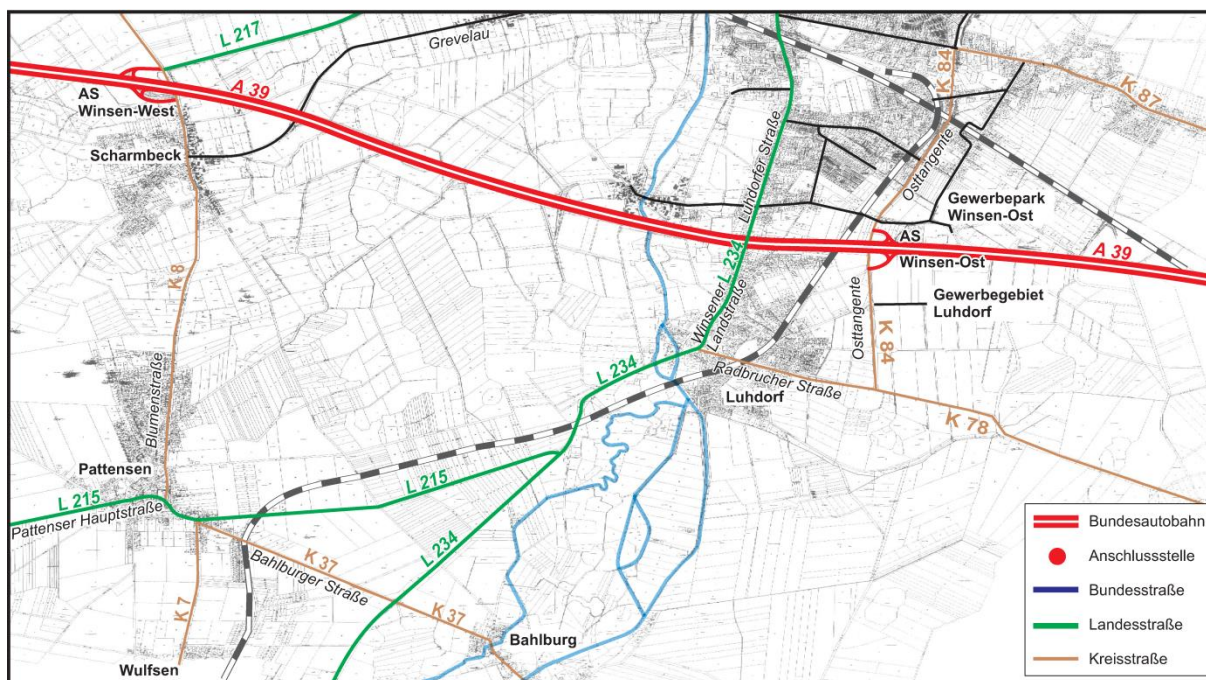 L 217
Grevelau
K 84
K 87
AS
Winsen-West
A 39
Scharmbeck
Luhdorfer Straße
Osttangente
Gewerbepark
Winsen-Ost
AS
Winsen-Ost
A 39
K 8
L 234
Winsener
Landstraße
Gewerbegebiet
Luhdorf
Osttangente
K 84
Blumenstraße
L 234
Radbrucher Straße
Luhdorf
K 78
Pattensen
L 215
Pattenser Hauptstraße
L 215
L 234
K 37
Bahlburger Straße
K 7
K 37
Bahlburg
Wulfsen
Bundesautobahn
Anschlussstelle
Bundesstraße
Landesstraße
Kreisstraße